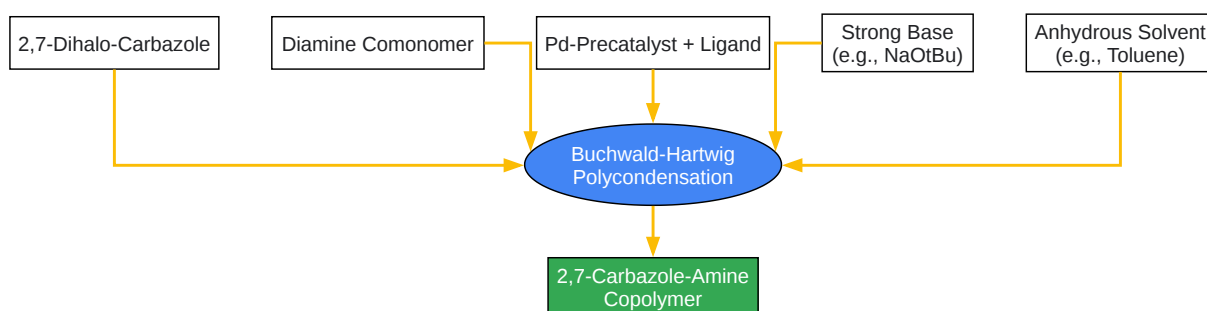 2,7-Dihalo-Carbazole
Diamine Comonomer
Pd-Precatalyst + Ligand
Strong Base
(e.g., NaOtBu)
Anhydrous Solvent
(e.g., Toluene)
Buchwald-Hartwig
Polycondensation
2,7-Carbazole-Amine
Copolymer